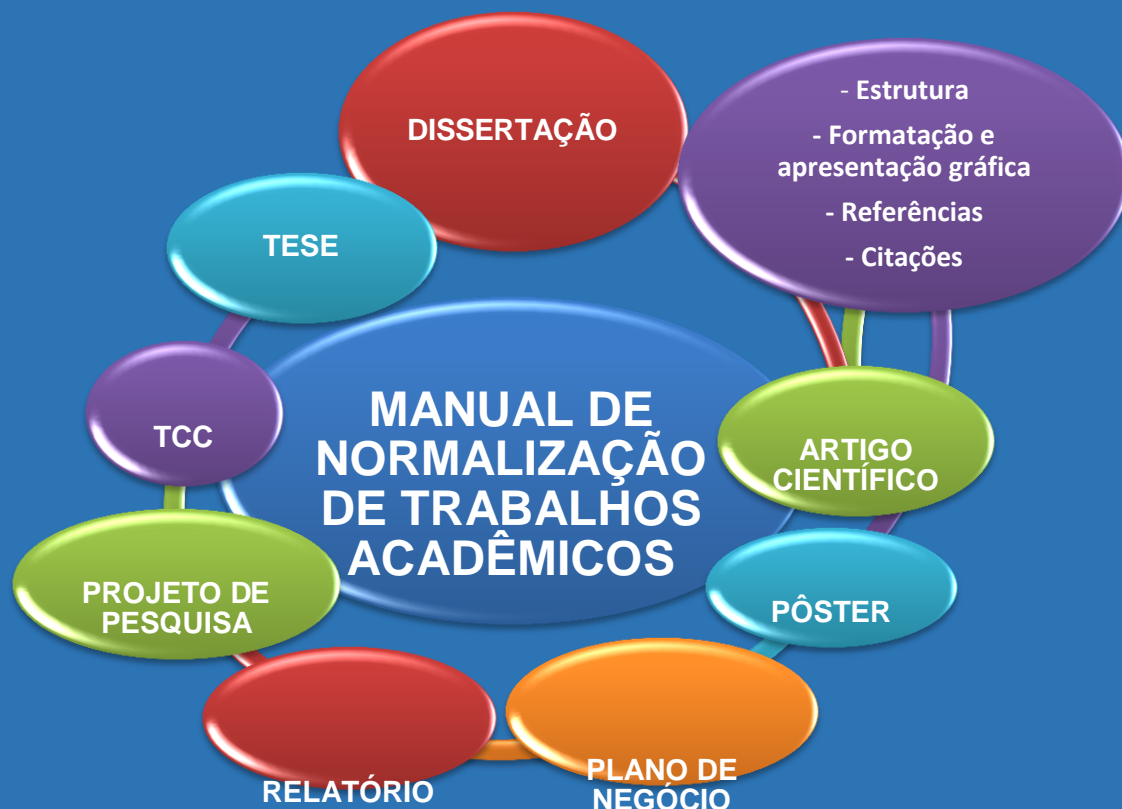 DISSERTAÇÃO
- Estrutura
- Formatação e
apresentação gráfica
- Referências
- Citações
TESE
TCC
MANUAL DE
NORMALIZAÇÃO
DE TRABALHOS
ACADÊMICOS
ARTIGO
CIENTÍFICO
PROJETO DE
PESQUISA
PÔSTER
RELATÓRIO
PLANO DE
NEGÓCIO